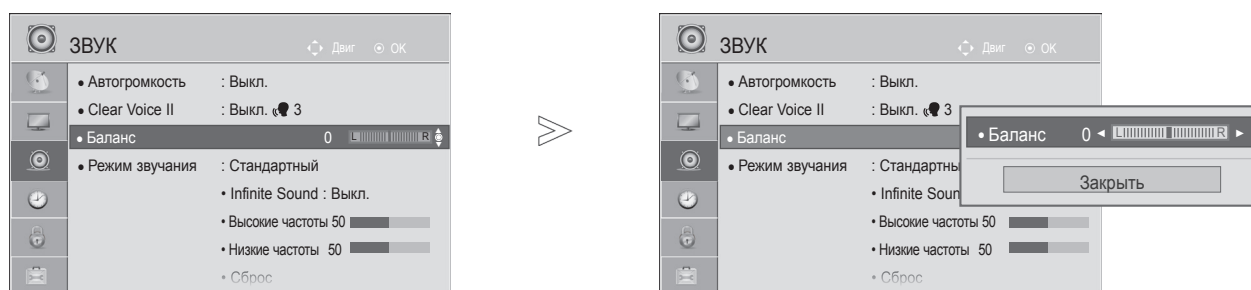 ЗВУК
Двиг ОК
• Автогромкость : Выкл.
• Clear Voice II : Выкл. 3
• Баланс 0 L R
• Режим звучания : Стандартный
• Infinite Sound : Выкл.
• Высокие частоты 50
• Низкие частоты 50
• Сброс
ЗВУК
Двиг ОК
• Автогромкость : Выкл.
• Clear Voice II : Выкл. 3
• Баланс
• Режим звучания : Стандартны
• Infinite Soun
• Высокие частоты 50
• Низкие частоты 50
• Сброс
• Баланс 0 ◄ L R ►
Закрыть